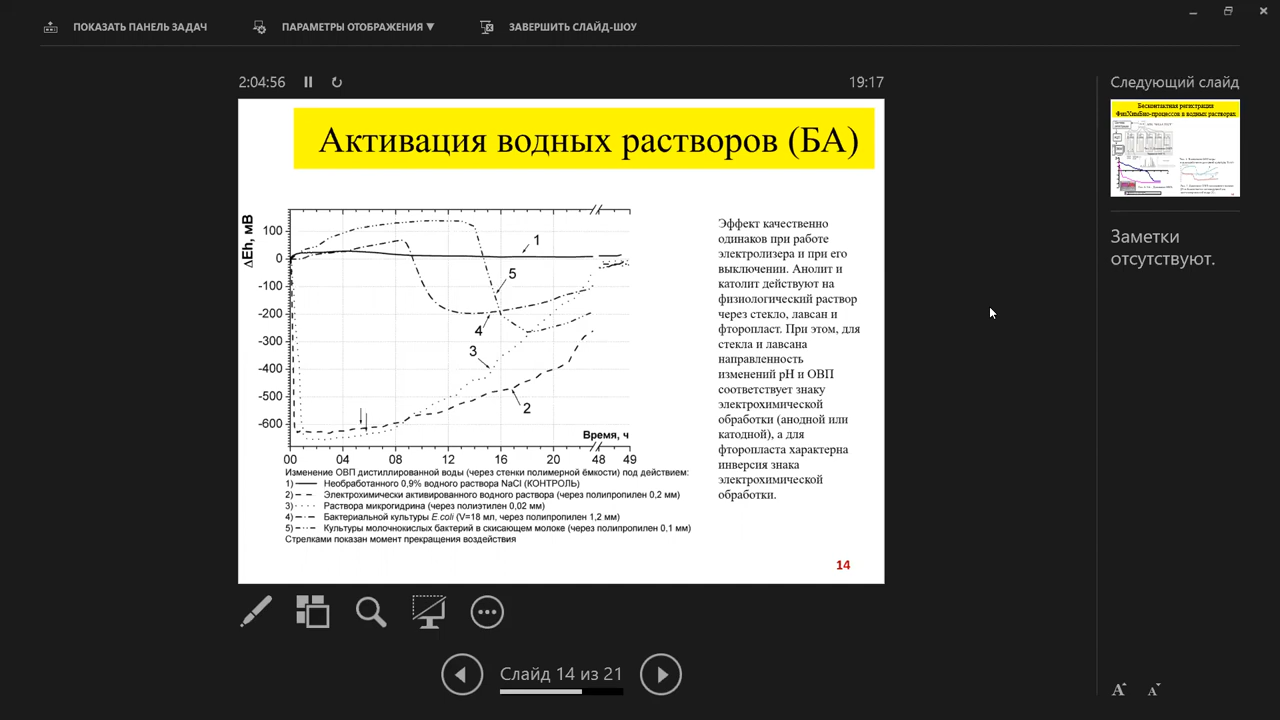 ПОКАЗАТЬ ПАНЕЛЬ ЗАДАЧ
ПАРАМЕТРЫ ОТОБРАЖЕНИЯ ▼
ЗАВЕРШИТЬ СЛАЙД-ШОУ
2:04:56
19:17
Активация водных растворов (БА)
ΔEh, мВ
100
0
-100
-200
-300
-400
-500
-600
1
5
4
3
2
Время, ч
00 04 08 12 16 20 48 49
Изменение ОВП дистиллированной воды (через стенки полимерной ёмкости) под действием:
1) Необработанного 0,9% водного раствора NaCl (КОНТРОЛЬ)
2) Электрохимически активированного водного раствора (через полипропилен 0,2 мм)
3) Раствора микрогидрина (через полиэтилен 0,02 мм)
4) Бактериальной культуры E.coli (V=18 мл, через полипропилен 1,2 мм)
5) Культуры молочнокислых бактерий в скисающем молоке (через полипропилен 0,1 мм)
Стрелками показан момент прекращения воздействия
Эффект качественно
одинаков при работе
электролизера и при его
выключении. Анолит и
католит действуют на
физиологический раствор
через стекло, лавсан и
фторопласт. При этом, для
стекла и лавсана
направленность
изменений pH и ОВП
соответствует знаку
электрохимической
обработки (анодной или
катодной), а для
фторопласта характерна
инверсия знака
электрохимической
обработки.
14
Слайд 14 из 21
Следующий слайд
Бесконтактная регистрация
ФизХимБио-процессов в водных растворах
Заметки
отсутствуют.
A A